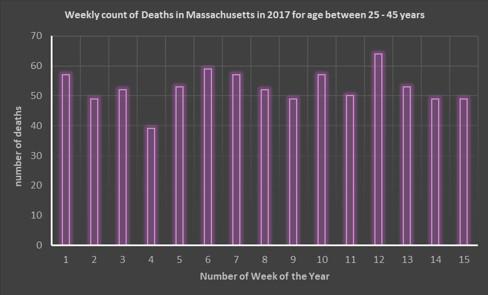 Weekly count of Deaths in Massachusetts in 2017 for age between 25 - 45 years
number of deaths
70
60
50
40
30
20
10
0
1 2 3 4 5 6 7 8 9 10 11 12 13 14 15
Number of Week of the Year